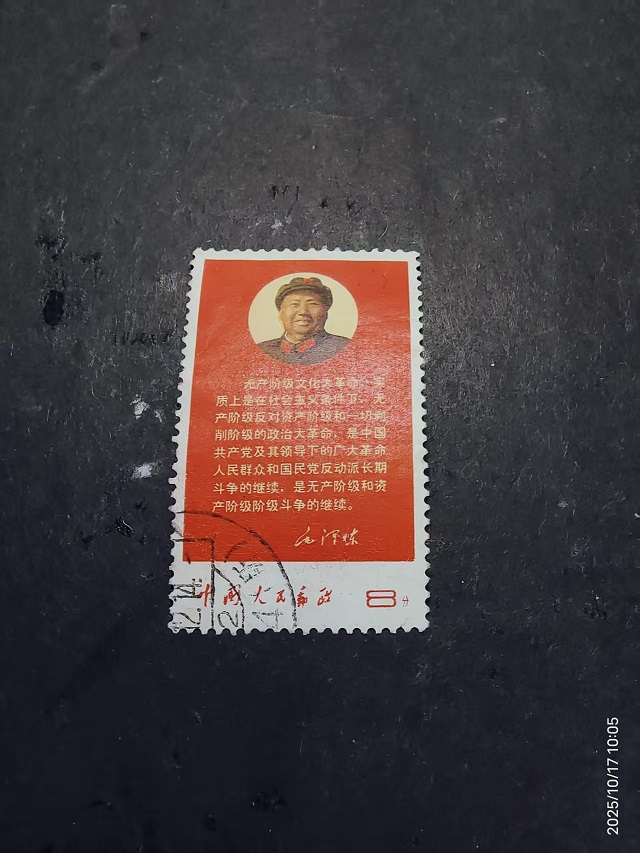 无产阶级文化大革命，实
质上是在社会主义条件下，无
产阶级反对资产阶级和一切剥
削阶级的政治大革命，是中国
共产党及其领导下的广大革命
人民群众和国民党反动派长期
斗争的继续，是无产阶级和资
产阶级阶级斗争的继续。
毛泽东
中国人民邮政 8分
2025/10/17 10:05